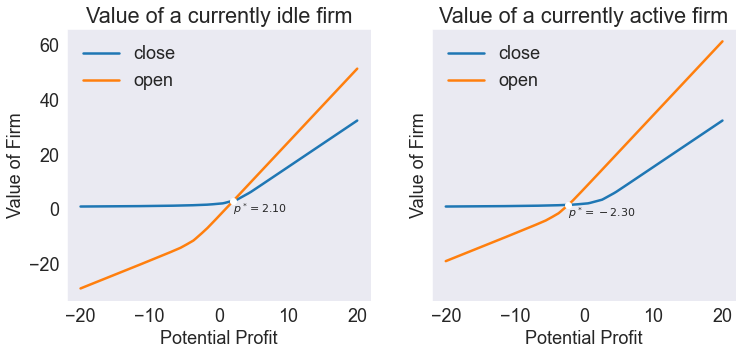 Value of a currently idle firm
Value of a currently active firm
close
open
close
open
60
40
20
0
−20
Value of Firm
Value of Firm
p* = 2.10
p* = −2.30
−20 −10 0 10 20
−20 −10 0 10 20
Potential Profit
Potential Profit